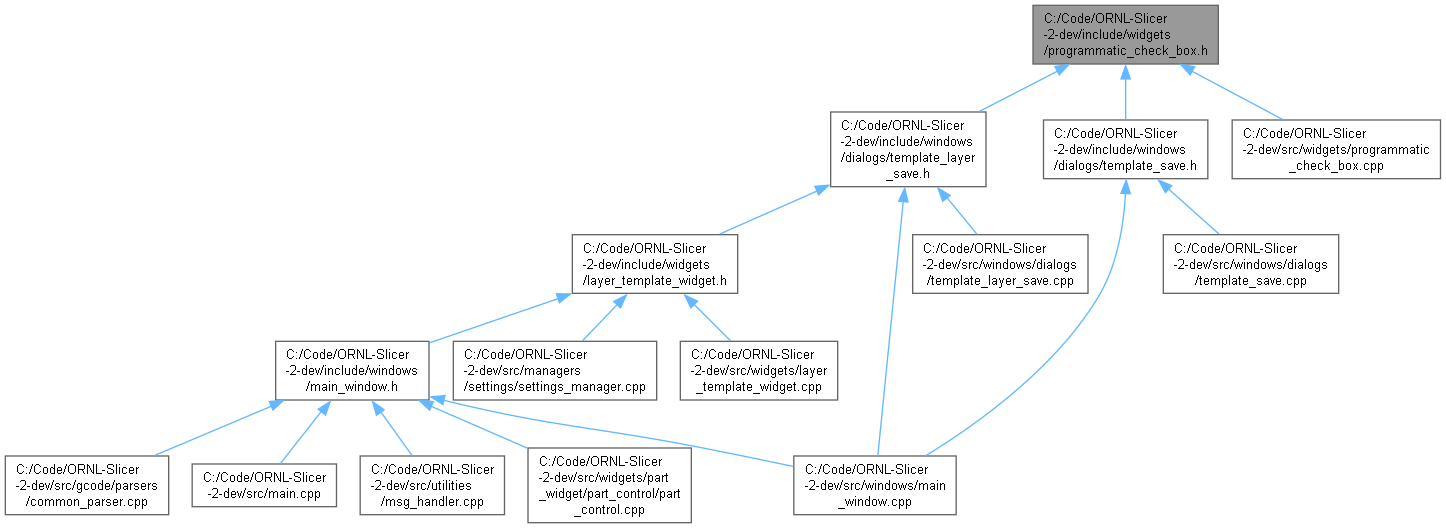 C:/Code/ORNL-Slicer
-2-dev/include/widgets
/programmatic_check_box.h
C:/Code/ORNL-Slicer
-2-dev/include/windows
/dialogs/template_layer
_save.h
C:/Code/ORNL-Slicer
-2-dev/include/windows
/dialogs/template_save.h
C:/Code/ORNL-Slicer
-2-dev/src/widgets/programmatic
_check_box.cpp
C:/Code/ORNL-Slicer
-2-dev/include/widgets
/layer_template_widget.h
C:/Code/ORNL-Slicer
-2-dev/src/windows/dialogs
/template_layer_save.cpp
C:/Code/ORNL-Slicer
-2-dev/src/windows/dialogs
/template_save.cpp
C:/Code/ORNL-Slicer
-2-dev/include/windows
/main_window.h
C:/Code/ORNL-Slicer
-2-dev/src/managers
/settings/settings_manager.cpp
C:/Code/ORNL-Slicer
-2-dev/src/widgets/layer
_template_widget.cpp
C:/Code/ORNL-Slicer
-2-dev/src/gcode/parsers
/common_parser.cpp
C:/Code/ORNL-Slicer
-2-dev/src/main.cpp
C:/Code/ORNL-Slicer
-2-dev/src/utilities
/msg_handler.cpp
C:/Code/ORNL-Slicer
-2-dev/src/widgets/part
_widget/part_control/part
_control.cpp
C:/Code/ORNL-Slicer
-2-dev/src/windows/main
_window.cpp